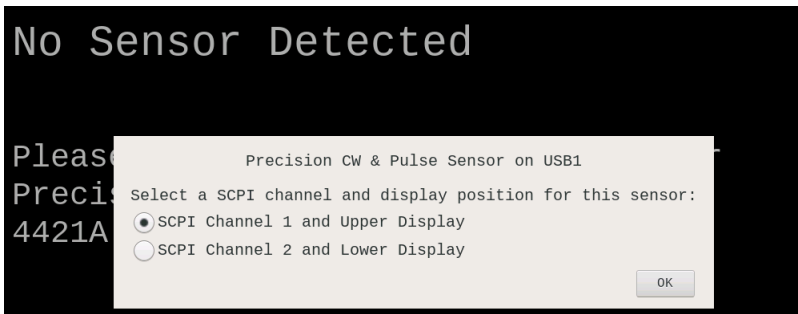 No Sensor Detected
Precision CW & Pulse Sensor on USB1
Select a SCPI channel and display position for this sensor:
SCPI Channel 1 and Upper Display
SCPI Channel 2 and Lower Display
4421A
OK